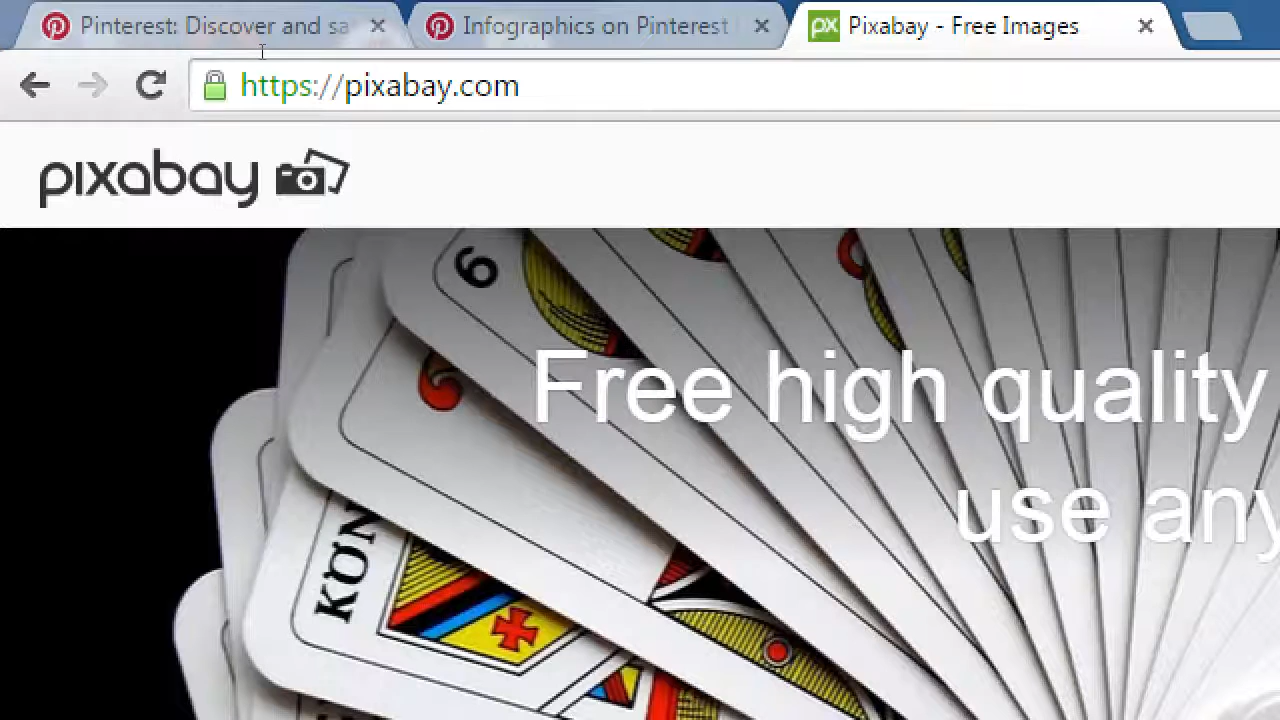 Pinterest: Discover and sa
Infographics on Pinterest
Pixabay - Free Images
https://pixabay.com
pixabay
6
Free high quality
use any
KON